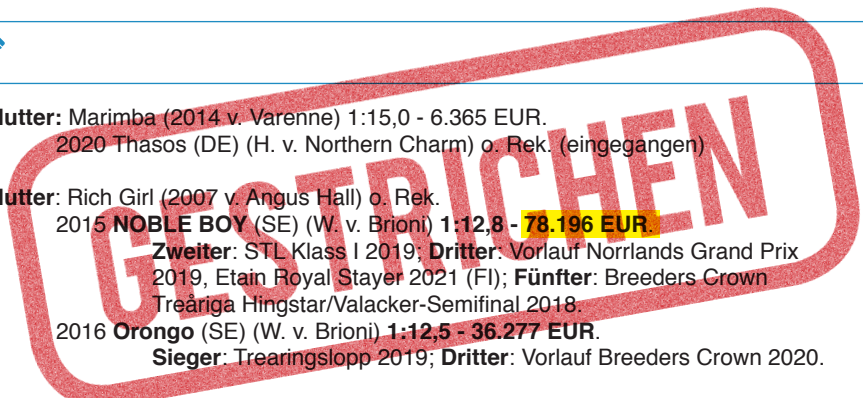 lutter: Marimba (2014 v. Varenne) 1:15,0 - 6.365 EUR.
2020 Thasos (DE) (H. v. Northern Charm) o. Rek. (eingegangen)
lutter: Rich Girl (2007 v. Angus Hall) o. Rek.
2015 NOBLE BOY (SE) (W. v. Brioni) 1:12,8 - 78.196 EUR.
Zweiter: STL Klass I 2019; Dritter: Vorlauf Norrlands Grand Prix
2019, Etain Royal Stayer 2021 (FI); Fünfter: Breeders Crown
Treåriga Hingstar/Valacker-Semifinal 2018.
2016 Orongo (SE) (W. v. Brioni) 1:12,5 - 36.277 EUR.
Sieger: Trearingslopp 2019; Dritter: Vorlauf Breeders Crown 2020.
GESTRICHEN